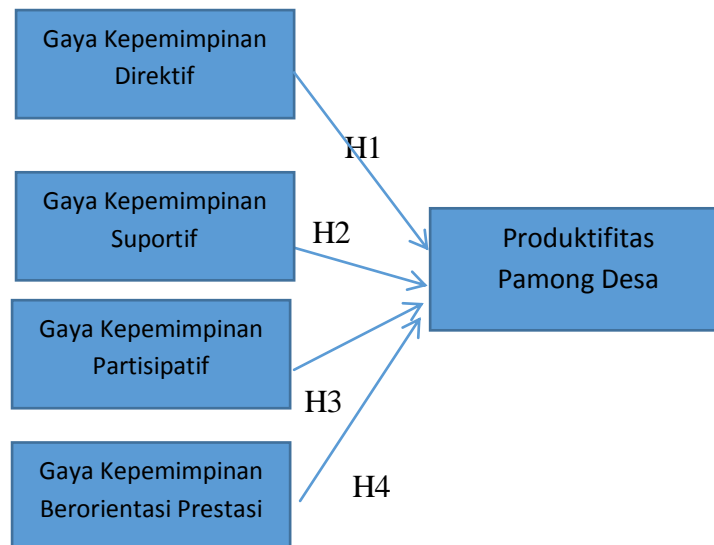 Gaya Kepemimpinan
Direktif
H1
Gaya Kepemimpinan
Suportif
H2
Produktifitas
Pamong Desa
Gaya Kepemimpinan
Partisipatif
H3
Gaya Kepemimpinan
Berorientasi Prestasi
H4